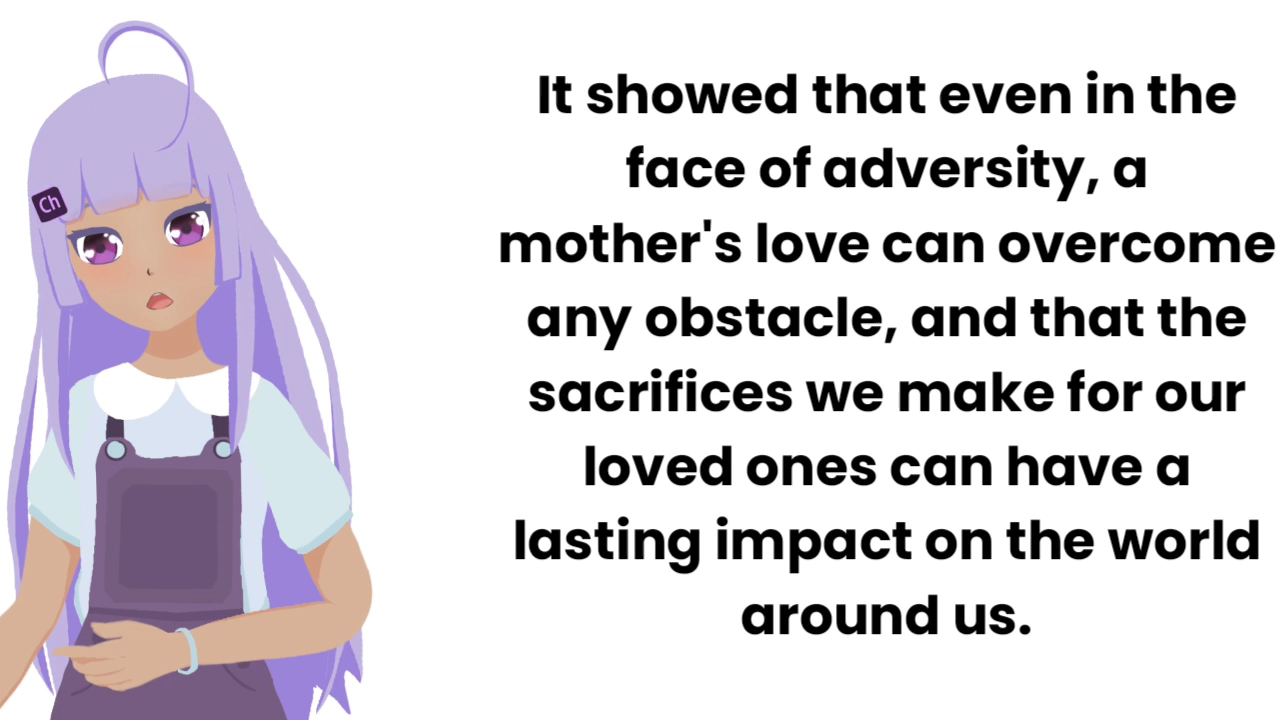 Ch
It showed that even in the
face of adversity, a
mother's love can overcome
any obstacle, and that the
sacrifices we make for our
loved ones can have a
lasting impact on the world
around us.